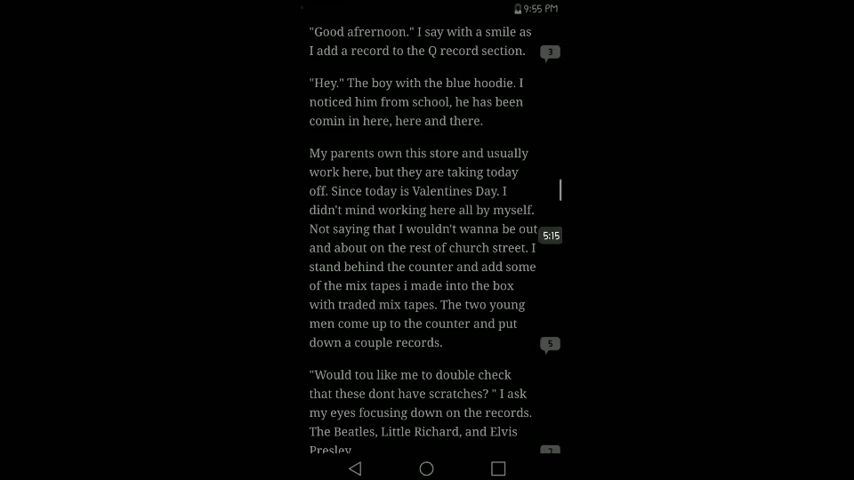 9:55 PM
"Good afrernoon." I say with a smile as
I add a record to the Q record section.
3
"Hey." The boy with the blue hoodie. I
noticed him from school, he has been
comin in here, here and there.
My parents own this store and usually
work here, but they are taking today
off. Since today is Valentines Day. I
didn't mind working here all by myself.
Not saying that I wouldn't wanna be out
5:15
and about on the rest of church street. I
stand behind the counter and add some
of the mix tapes i made into the box
with traded mix tapes. The two young
men come up to the counter and put
down a couple records.
5
"Would tou like me to double check
that these dont have scratches? " I ask
my eyes focusing down on the records.
The Beatles, Little Richard, and Elvis
Presley